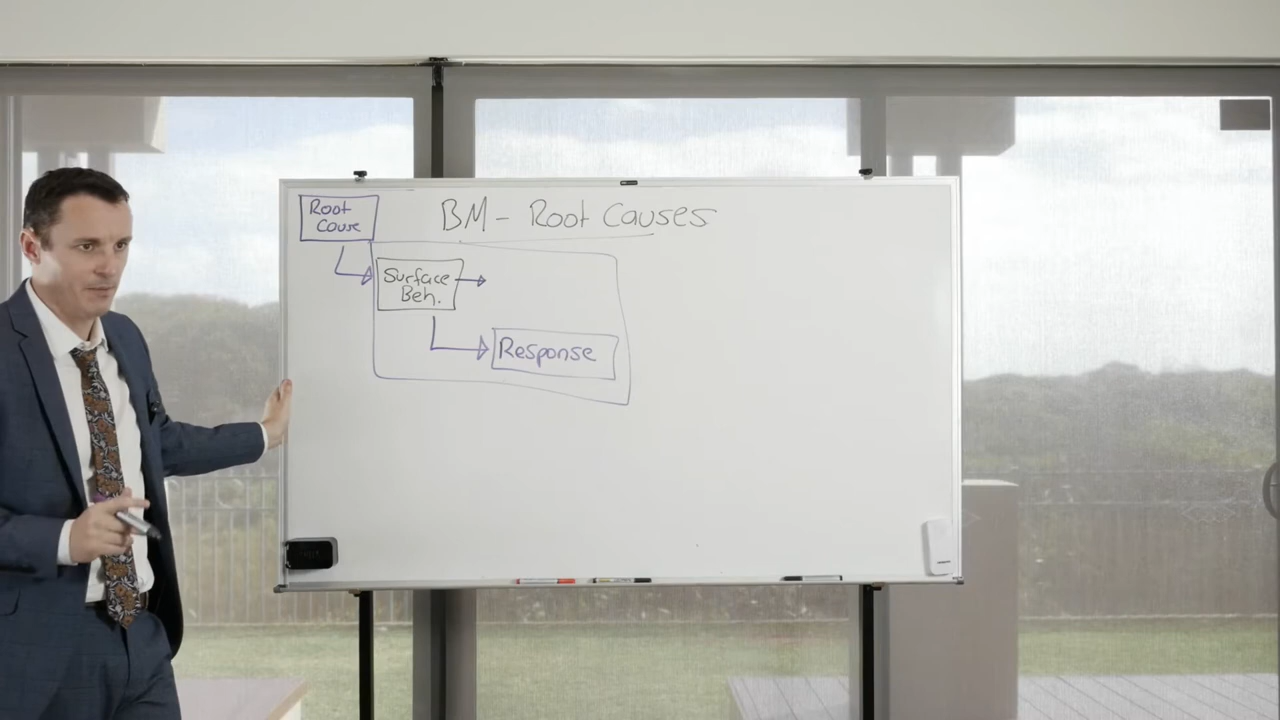 Root
Cause
BM - Root Causes
Surface
Beh.
Response